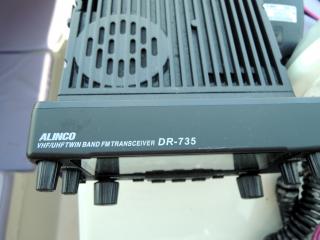 ALINCO
VHF/UHF TWIN BAND FM TRANSCEIVER DR-735